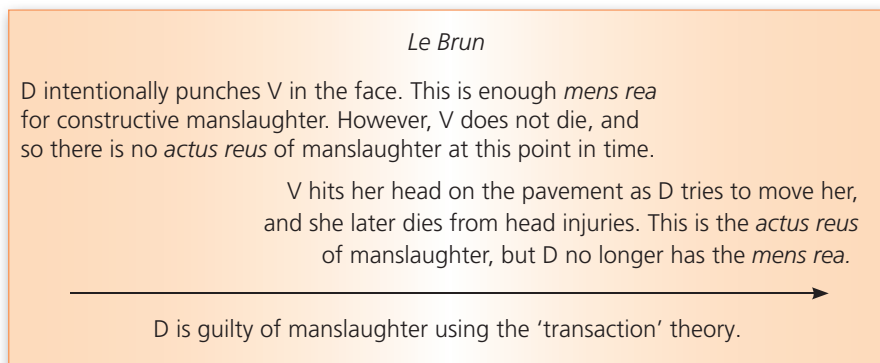 Le Brun
D intentionally punches V in the face. This is enough mens rea
for constructive manslaughter. However, V does not die, and
so there is no actus reus of manslaughter at this point in time.
V hits her head on the pavement as D tries to move her,
and she later dies from head injuries. This is the actus reus
of manslaughter, but D no longer has the mens rea.
D is guilty of manslaughter using the ‘transaction’ theory.